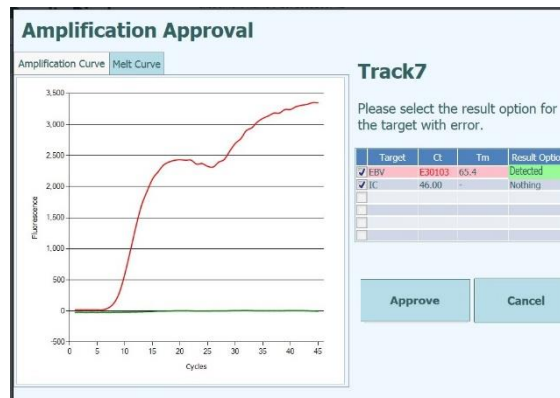 Amplification Approval
Amplification Curve Melt Curve
Track7
Please select the result option for
the target with error.
Target Ct Tm Result Optio
EBV E30103 65.4 Detected
IC 46.00 - Nothing
Approve Cancel
3,500
3,000
2,500
2,000
1,500
1,000
500
0
-500
Fluorescence
0 5 10 15 20 25 30 35 40 45
Cycles